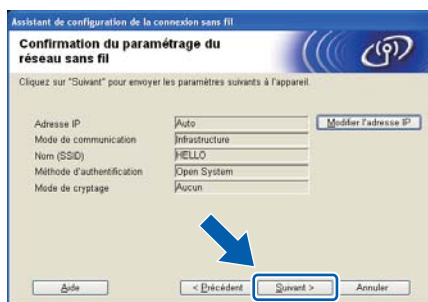 Assistant de configuration de la connexion sans fil
Confirmation du paramétrage du
réseau sans fil
Cliquez sur "Suivant" pour envoyer les paramètres suivants à l'appareil.
Adresse IP Auto Modifier l'adresse IP
Mode de communication Infrastructure
Nom (SSID) HELLO
Méthode d'authentification Open System
Mode de cryptage Aucun
Aide < Précédent Suivant > Annuler